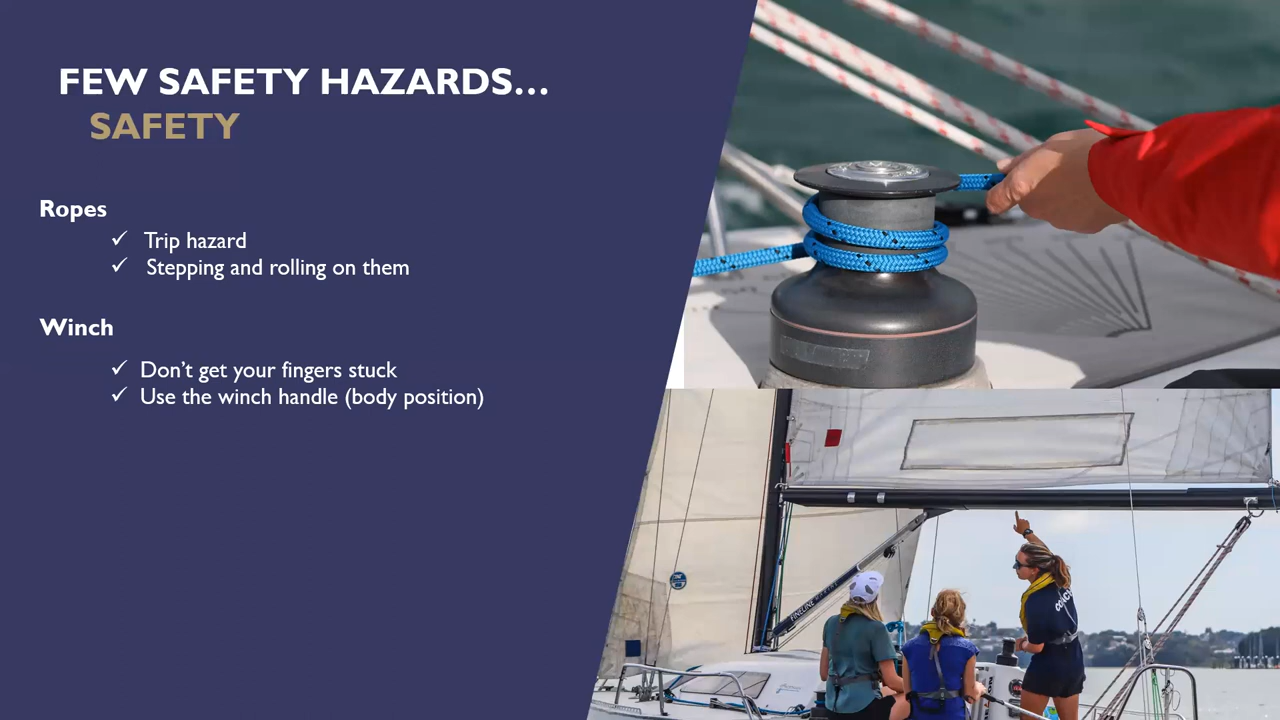 FEW SAFETY HAZARDS…
SAFETY
Ropes
✓ Trip hazard
✓ Stepping and rolling on them
Winch
✓ Don’t get your fingers stuck
✓ Use the winch handle (body position)
FINELINE